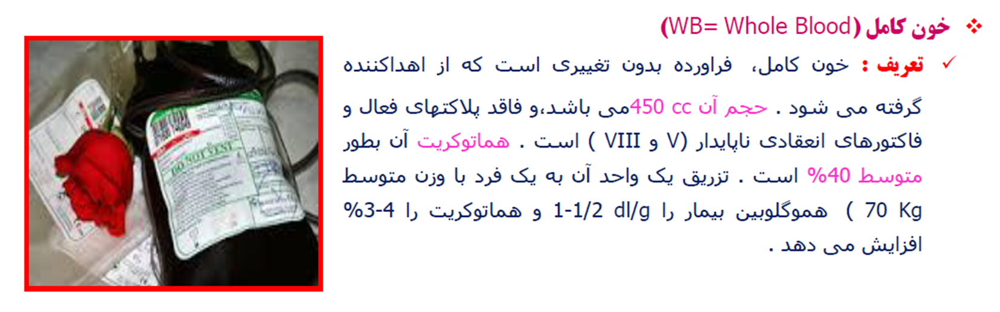 ❖ خون کامل (WB= Whole Blood)
✓ تعریف : خون کامل، فراورده بدون تغییری است که از اهداکننده
گرفته می شود . حجم آن 450 cc می باشد،و فاقد پلاکتهای فعال و
فاکتورهای انعقادی ناپایدار (V و VIII ) است . هماتوکریت آن بطور
متوسط 40% است . تزریق یک واحد آن به یک فرد با وزن متوسط
70 Kg ) هموگلوبین بیمار را 1-1/2 dl/g و هماتوکریت را 3-4%
افزایش می دهد .
DO NOT VENT